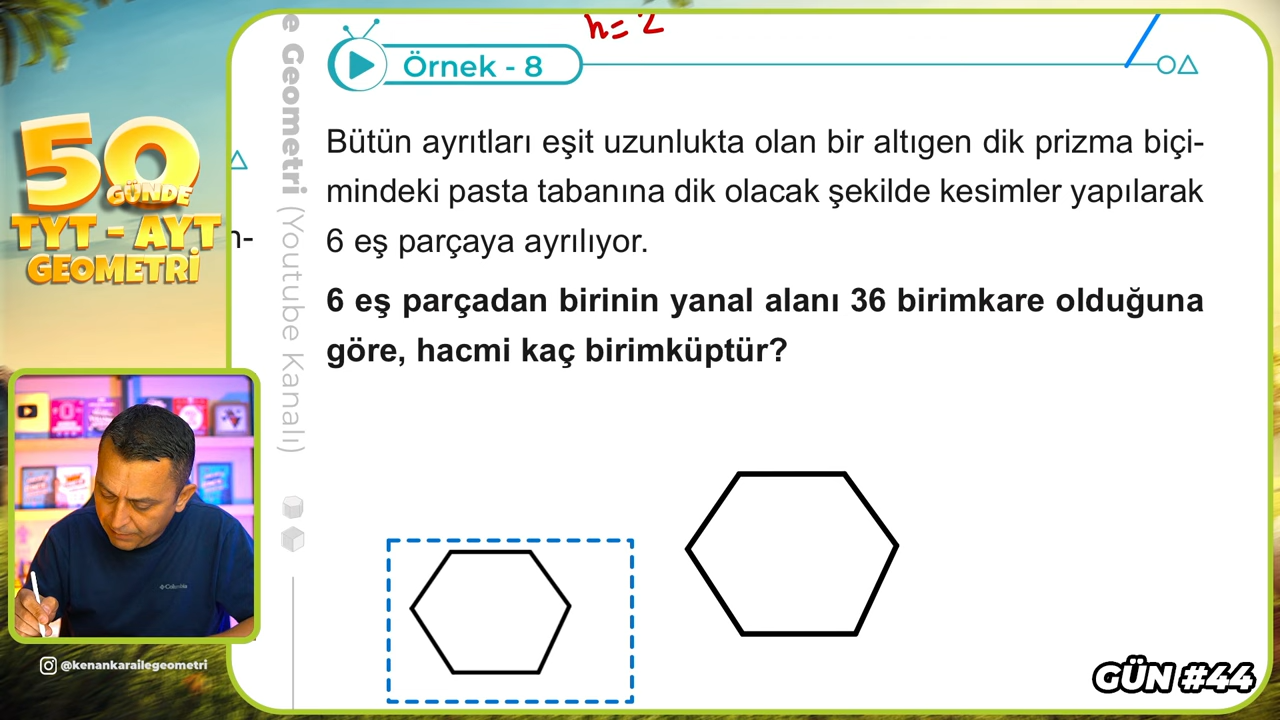 h= 2
Örnek - 8
Bütün ayrıtları eşit uzunlukta olan bir altıgen dik prizma biçi-
mindeki pasta tabanına dik olacak şekilde kesimler yapılarak
6 eş parçaya ayrılıyor.
6 eş parçadan birinin yanal alanı 36 birimkare olduğuna
göre, hacmi kaç birimküptür?
e Geometri (Youtube Kanalı)
n-
50
GÜNDE
TYT - AYT
GEOMETRİ
Columbia
@kenankarailegeometri
GÜN #44